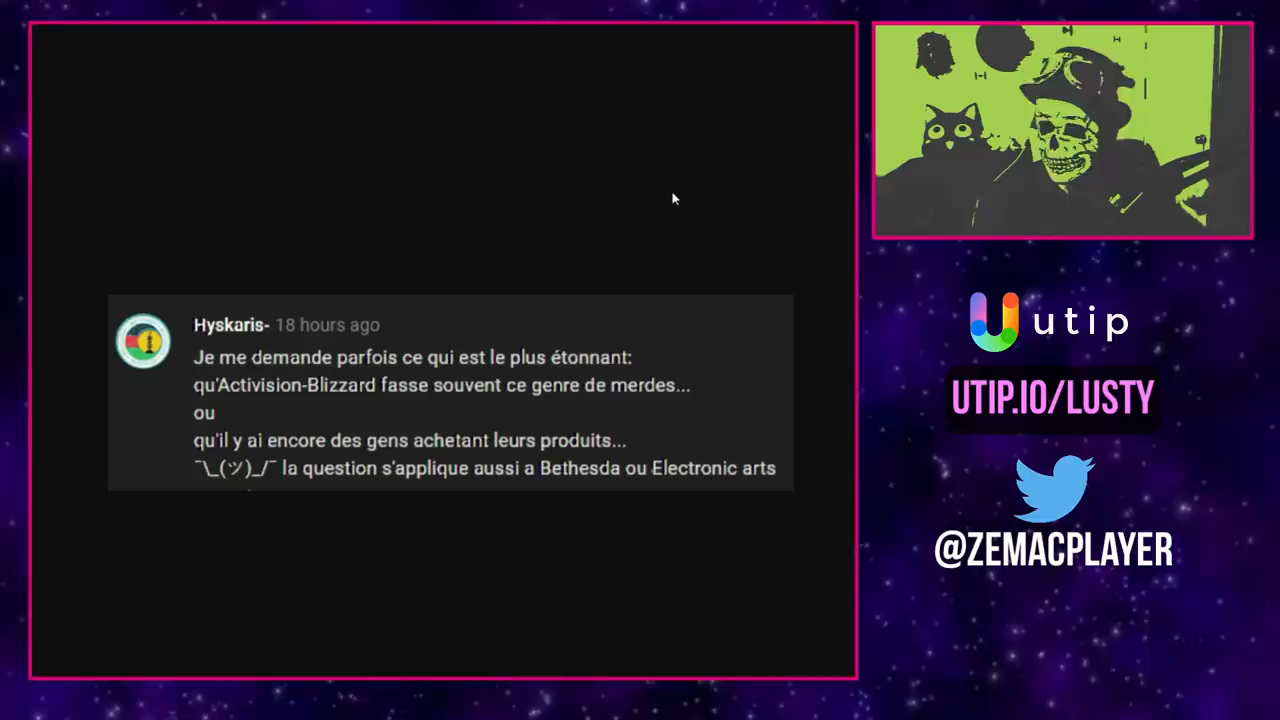 Hyskaris- 18 hours ago
Je me demande parfois ce qui est le plus étonnant:
qu'Activision-Blizzard fasse souvent ce genre de merdes...
ou
qu'il y ai encore des gens achetant leurs produits...
¯\_(ツ)_/¯ la question s'applique aussi a Bethesda ou Electronic arts
utip
UTIP.IO/LUSTY
@ZEMACPLAYER